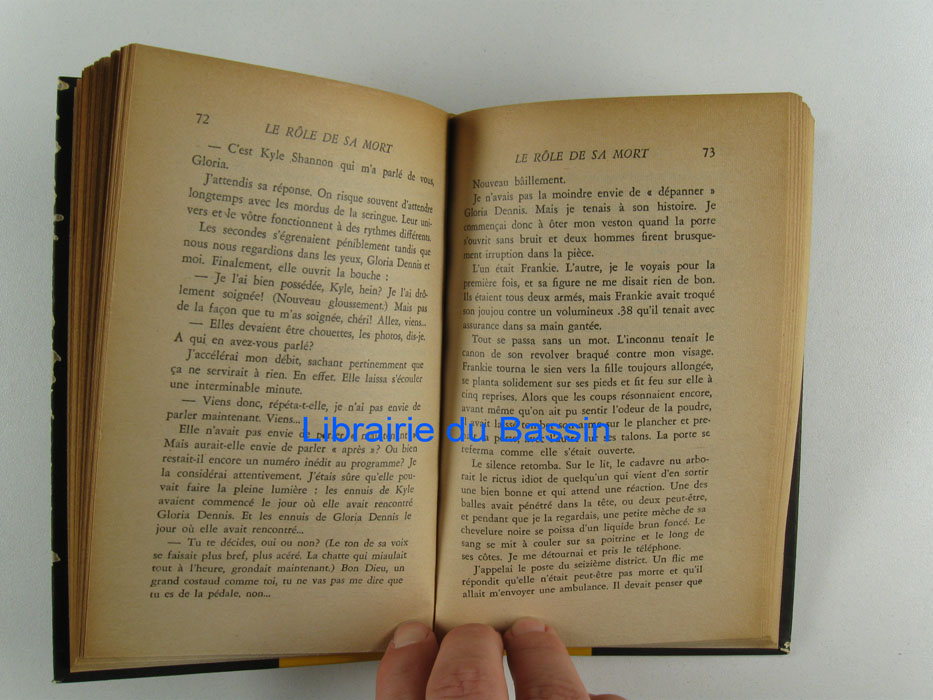 72
LE RÔLE DE SA MORT
— C'est Kyle Shannon qui m'a parlé de vous,
Gloria.
J'attendis sa réponse. On risque souvent d'attendre
longtemps avec les mordus de la seringue. Leur uni-
vers et le vôtre fonctionnent à des rythmes différents.
Les secondes s'égrenaient péniblement tandis que
nous nous regardions dans les yeux, Gloria Dennis et
moi. Finalement, elle ouvrit la bouche :
— Je l'ai bien possédée, Kyle, hein? Je l'ai drô-
lement soignée! (Nouveau gloussement.) Mais pas
de la façon que tu m'as soignée, chéri! Allez, viens...
— Elles devaient être chouettes, les photos, dis-je.
A qui en avez-vous parlé?
J'accélérai mon débit, sachant pertinemment que
ça ne servirait à rien. En effet. Elle laissa s'écouler
une interminable minute.
— Viens donc, répéta-t-elle, je n'ai pas envie de
parler maintenant. Viens...
Elle n'avait pas envie de parler « maintenant ».
Mais aurait-elle envie de parler « après »? Ou bien
restait-il encore un numéro inédit au programme? Je
la considérai attentivement. J'étais sûre qu'elle pou-
vait faire la pleine lumière : les ennuis de Kyle
avaient commencé le jour où elle avait rencontré
Gloria Dennis. Et les ennuis de Gloria Dennis le
jour où elle avait rencontré...
— Tu te décides, oui ou non? (Le ton de sa voix
se faisait plus bref, plus acéré. La chatte qui miaulait
tout à l'heure, grondait maintenant.) Bon Dieu, un
grand costaud comme toi, tu ne vas pas me dire que
tu es de la pédale, non...
LE RÔLE DE SA MORT
73
Nouveau bâillement.
Je n'avais pas la moindre envie de « dépanner »
Gloria Dennis. Mais je tenais à son histoire. Je
commençai donc à ôter mon veston quand la porte
s'ouvrit sans bruit et deux hommes firent brusque-
ment irruption dans la pièce.
L'un était Frankie. L'autre, je le voyais pour la
première fois, et sa figure ne me disait rien de bon.
Ils étaient tous deux armés, mais Frankie avait troqué
son joujou contre un volumineux .38 qu'il tenait avec
assurance dans sa main gantée.
Tout se passa sans un mot. L'inconnu tenait le
canon de son revolver braqué contre mon visage.
Frankie tourna le sien vers la fille toujours allongée,
se planta solidement sur ses pieds et fit feu sur elle à
cinq reprises. Alors que les coups résonnaient encore,
avant même qu'on ait pu sentir l'odeur de la poudre,
il avait laissé tomber son arme sur le plancher et pre-
la porte, l'autre sur les talons. La porte se
referma comme elle s'était ouverte.
Le silence retomba. Sur le lit, le cadavre nu arbo-
rait le rictus idiot de quelqu'un qui vient d'en sortir
une bien bonne et qui attend une réaction. Une des
balles avait pénétré dans la tête, ou deux peut-être,
et pendant que je la regardais, une petite mèche de sa
chevelure noire se poissa d'un liquide brun foncé. Le
sang se mit à couler sur sa poitrine et le long de
ses côtes. Je me détournai et pris le téléphone.
J'appelai le poste du seizième district. Un flic me
répondit qu'elle n'était peut-être pas morte et qu'il
allait m'envoyer une ambulance. Il devait penser que
Librairie du Bassin